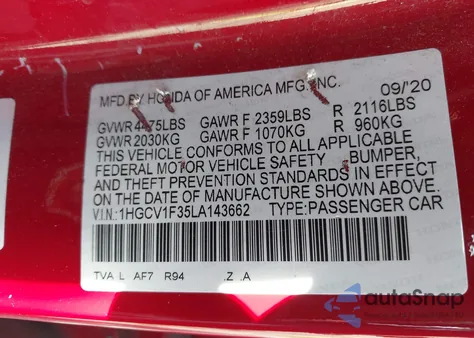 MFD.BY HONDA OF AMERICA MFG.,INC. 09/'20
GVWR 4475LBS GAWR F 2359LBS R 2116LBS
GVWR 2030KG GAWR F 1070KG R 960KG
THIS VEHICLE CONFORMS TO ALL APPLICABLE
FEDERAL MOTOR VEHICLE SAFETY BUMPER,
AND THEFT PREVENTION STANDARDS IN EFFECT
ON THE DATE OF MANUFACTURE SHOWN ABOVE.
V.I.N.:1HGCV1F35LA143662 TYPE:PASSENGER CAR
TVA L AF7 R94 .Z .A
autoSnap